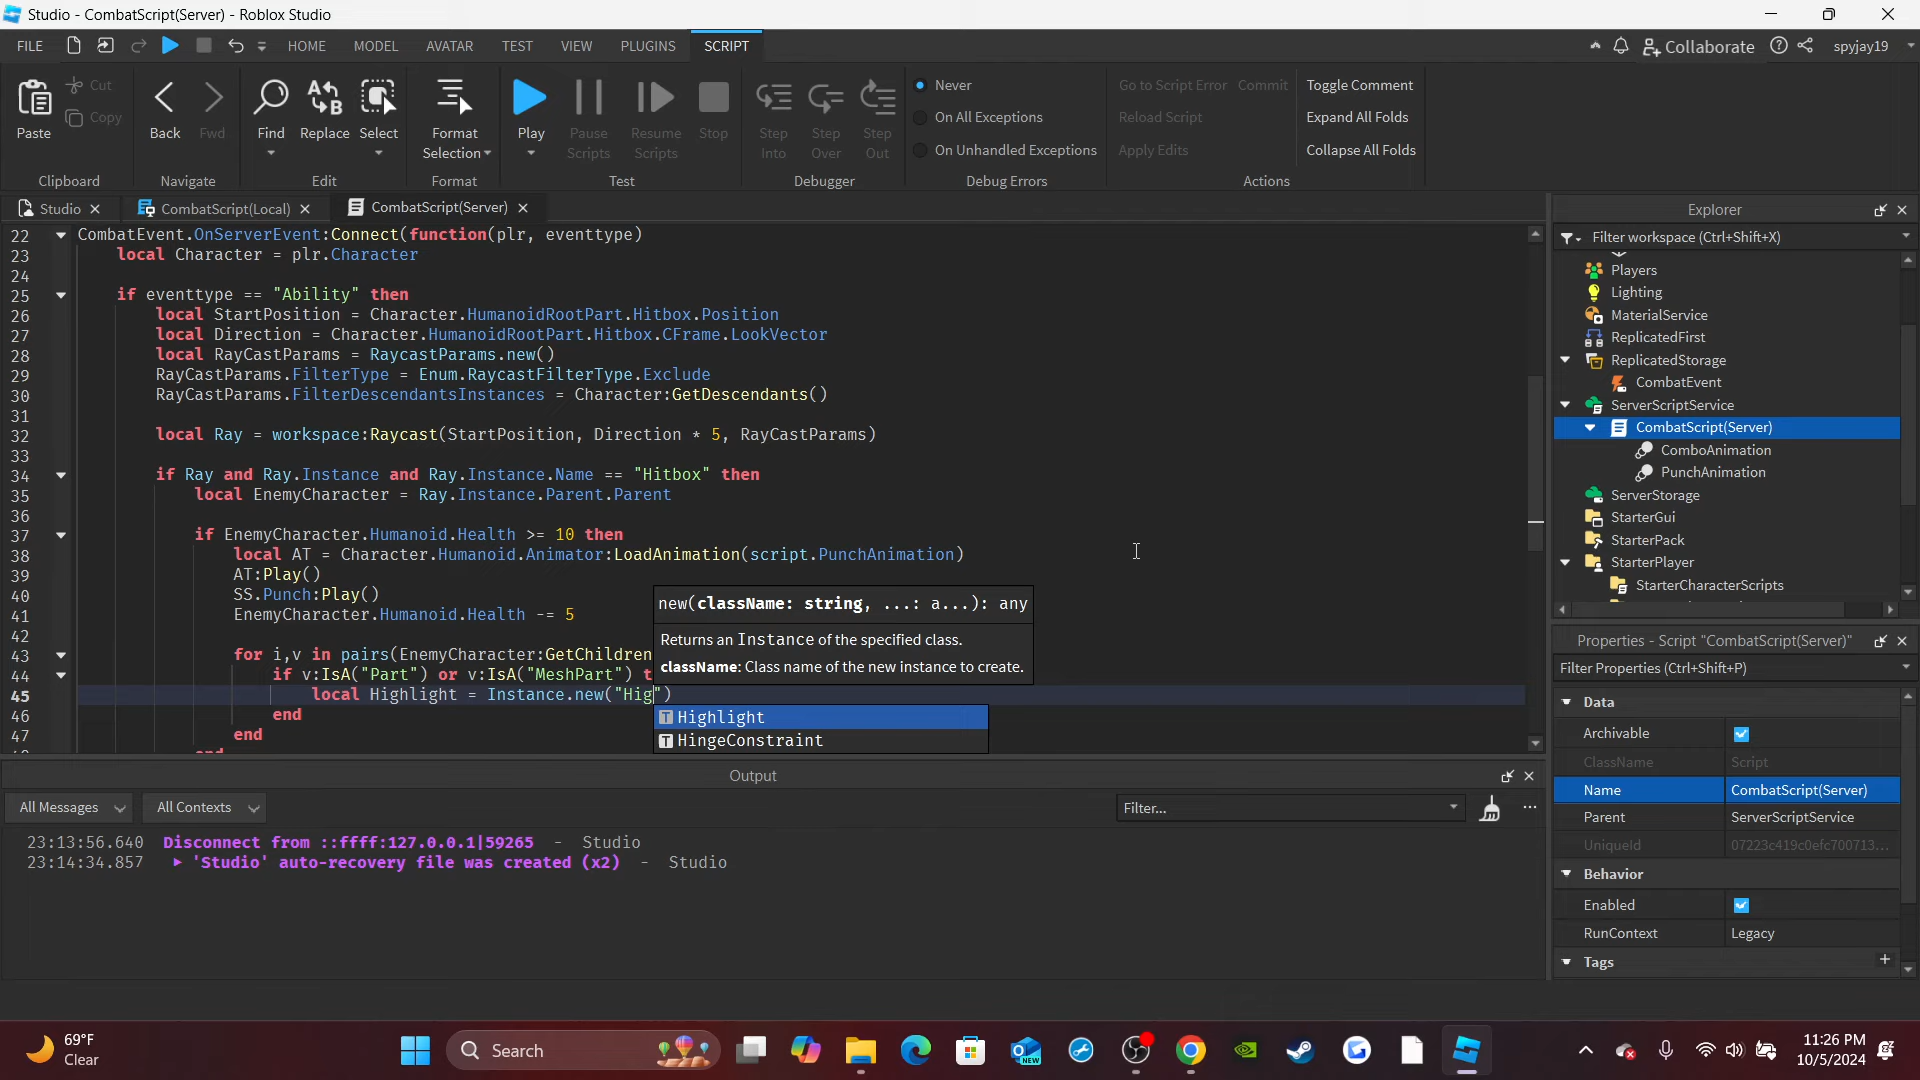 Studio - CombatScript(Server) - Roblox Studio
FILE HOME MODEL AVATAR TEST VIEW PLUGINS SCRIPT Collaborate spyjay19
Paste Cut Copy Back Fwd Find Replace Select Format Selection Play Pause Scripts Resume Scripts Stop Step Into Step Over Step Out
Never Go to Script Error Commit Toggle Comment
On All Exceptions Reload Script Expand All Folds
On Unhandled Exceptions Apply Edits Collapse All Folds
Clipboard Navigate Edit Format Test Debugger Debug Errors Actions
Studio CombatScript(Local) CombatScript(Server)
22 CombatEvent.OnServerEvent:Connect(function(plr, eventtype)
23 local Character = plr.Character
24
25 if eventtype == "Ability" then
26 local StartPosition = Character.HumanoidRootPart.Hitbox.Position
27 local Direction = Character.HumanoidRootPart.Hitbox.CFrame.LookVector
28 local RayCastParams = RaycastParams.new()
29 RayCastParams.FilterType = Enum.RaycastFilterType.Exclude
30 RayCastParams.FilterDescendantsInstances = Character:GetDescendants()
31
32 local Ray = workspace:Raycast(StartPosition, Direction * 5, RayCastParams)
33
34 if Ray and Ray.Instance and Ray.Instance.Name == "Hitbox" then
35 local EnemyCharacter = Ray.Instance.Parent.Parent
36
37 if EnemyCharacter.Humanoid.Health >= 10 then
38 local AT = Character.Humanoid.Animator:LoadAnimation(script.PunchAnimation)
39 AT:Play()
40 SS.Punch:Play()
41 EnemyCharacter.Humanoid.Health -= 5
42
43 for i,v in pairs(EnemyCharacter:GetChildren
44 if v:IsA("Part") or v:IsA("MeshPart") t
45 local Highlight = Instance.new("Hig")
46 end
47 end
new(className: string, ...: a...): any
Returns an Instance of the specified class.
className: Class name of the new instance to create.
Highlight
HingeConstraint
Output
All Messages All Contexts Filter...
23:13:56.640 Disconnect from ::ffff:127.0.0.1|59265 - Studio
23:14:34.857 'Studio' auto-recovery file was created (x2) - Studio
Explorer
Filter workspace (Ctrl+Shift+X)
Players
Lighting
MaterialService
ReplicatedFirst
ReplicatedStorage
CombatEvent
ServerScriptService
CombatScript(Server)
ComboAnimation
PunchAnimation
ServerStorage
StarterGui
StarterPack
StarterPlayer
StarterCharacterScripts
Properties - Script "CombatScript(Server)"
Filter Properties (Ctrl+Shift+P)
Data
Archivable
ClassName Script
Name CombatScript(Server)
Parent ServerScriptService
UniqueId 07223c419c0efc700713...
Behavior
Enabled
RunContext Legacy
Tags
69°F
Clear
Search
NEW
11:26 PM
10/5/2024